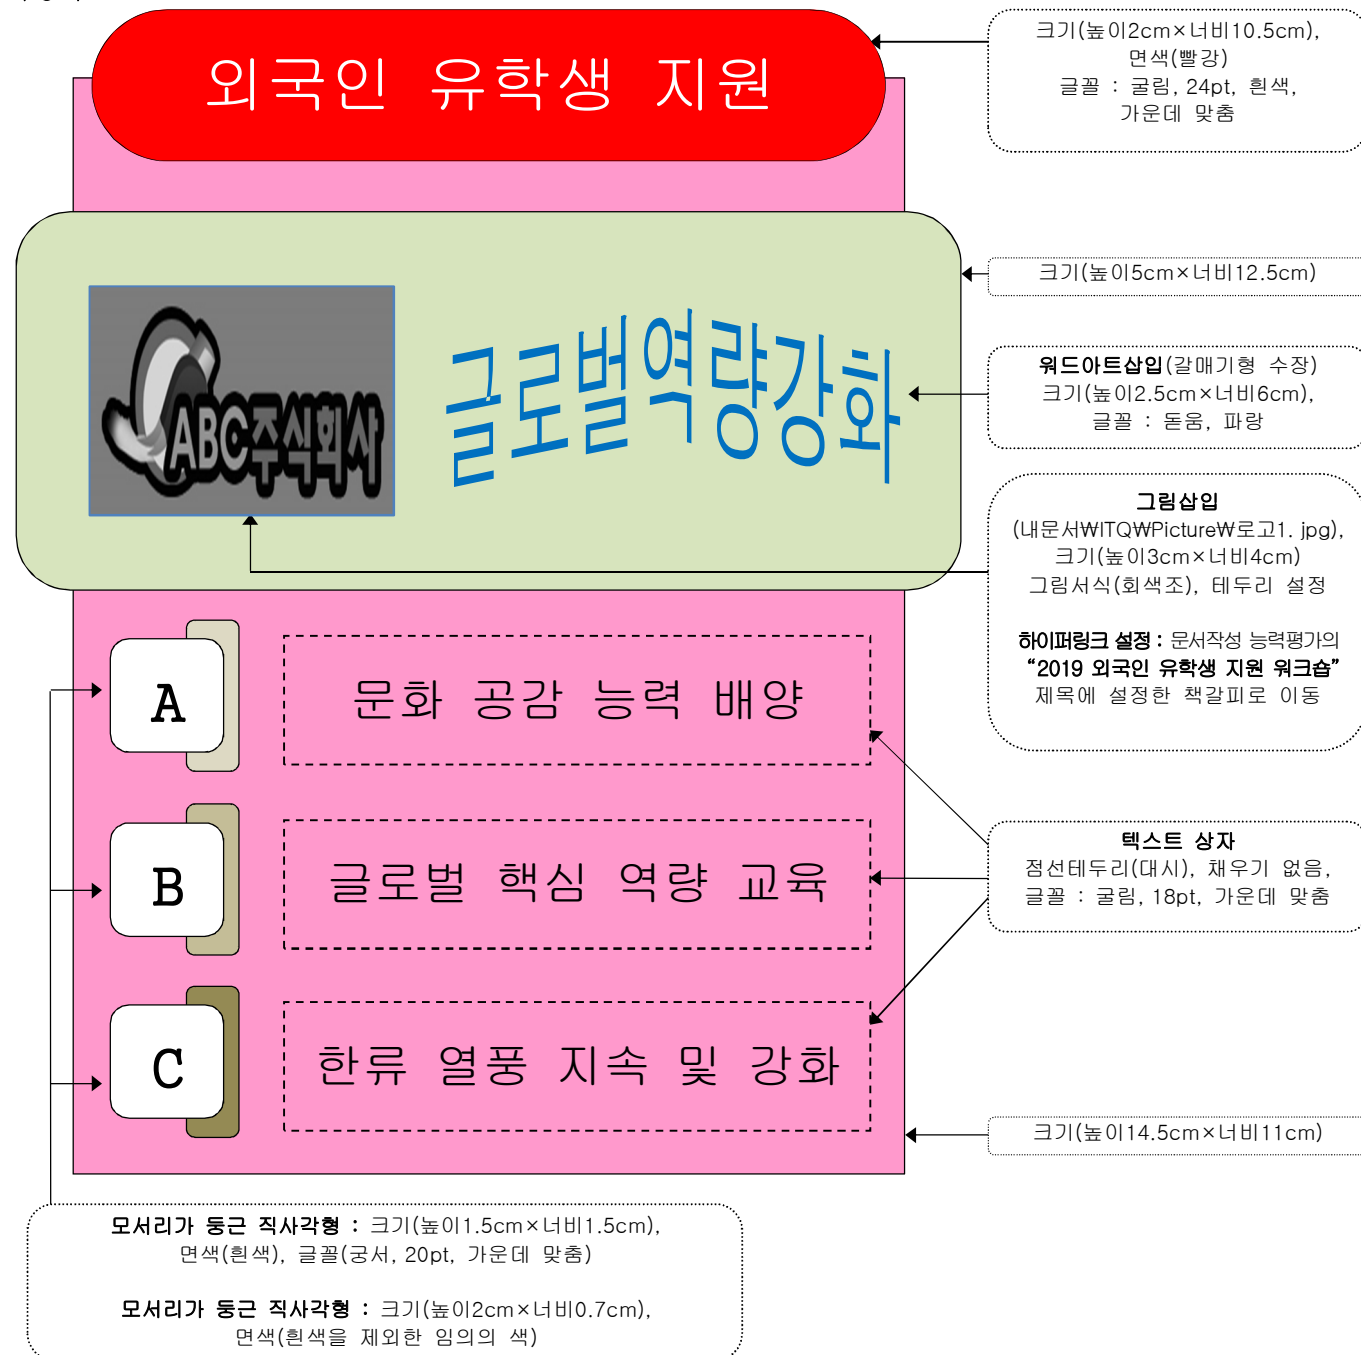 외국인 유학생 지원
크기(높이2cm×너비10.5cm),
면색(빨강)
글꼴 : 굴림, 24pt, 흰색,
가운데 맞춤
크기(높이5cm×너비12.5cm)
ABC주식회사
글로벌역량강화
워드아트삽입(갈매기형 수장)
크기(높이2.5cm×너비6cm),
글꼴 : 돋움, 파랑
그림삽입
(내문서₩ITQ₩Picture₩로고1. jpg),
크기(높이3cm×너비4cm)
그림서식(회색조), 테두리 설정
하이퍼링크 설정 : 문서작성 능력평가의
“2019 외국인 유학생 지원 워크숍”
제목에 설정한 책갈피로 이동
A
문화 공감 능력 배양
B
글로벌 핵심 역량 교육
텍스트 상자
점선테두리(대시), 채우기 없음,
글꼴 : 굴림, 18pt, 가운데 맞춤
C
한류 열풍 지속 및 강화
크기(높이14.5cm×너비11cm)
모서리가 둥근 직사각형 : 크기(높이1.5cm×너비1.5cm),
면색(흰색), 글꼴(궁서, 20pt, 가운데 맞춤)
모서리가 둥근 직사각형 : 크기(높이2cm×너비0.7cm),
면색(흰색을 제외한 임의의 색)